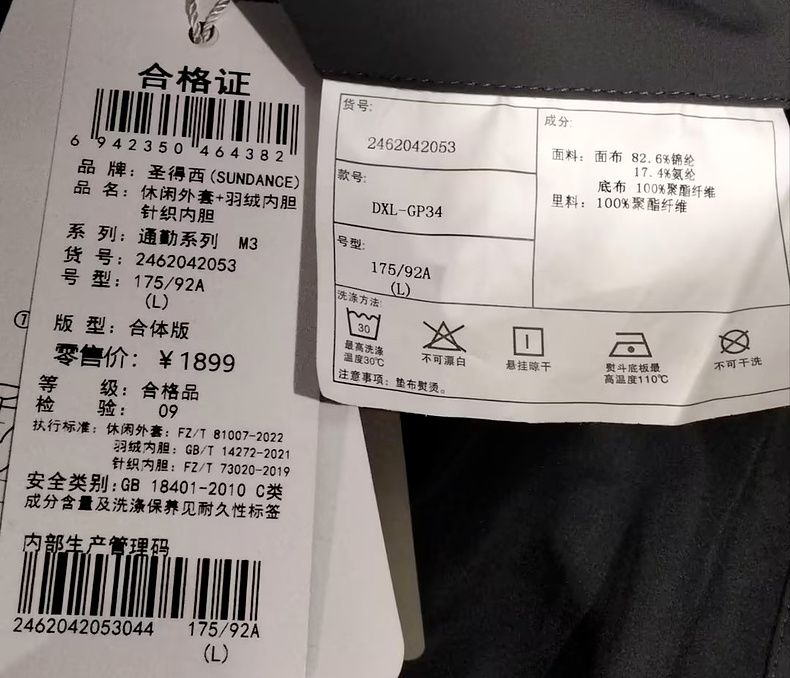 合格证
6 942350 464382
品 牌: 圣得西(SUNDANCE)
品 名: 休闲外套+羽绒内胆
针织内胆
系 列: 通勤系列 M3
货 号: 2462042053
号 型: 175/92A
(L)
版 型: 合体版
零售价: ¥1899
等 级: 合格品
检 验: 09
执行标准: 休闲外套: FZ/T 81007-2022
羽绒内胆: GB/T 14272-2021
针织内胆: FZ/T 73020-2019
安全类别:GB 18401-2010 C类
成分含量及洗涤保养见耐久性标签
内部生产管理码
2462042053044 175/92A
(L)
⑦
货号:
2462042053
款号:
DXL-GP34
号型:
175/92A
(L)
成分:
面料: 面布 82.6%锦纶
17.4%氨纶
底布 100%聚酯纤维
里料: 100%聚酯纤维
洗涤方法:
30
最高洗涤
温度30℃
不可漂白
悬挂晾干
熨斗底板最
高温度110℃
不可干洗
注意事项: 垫布熨烫。